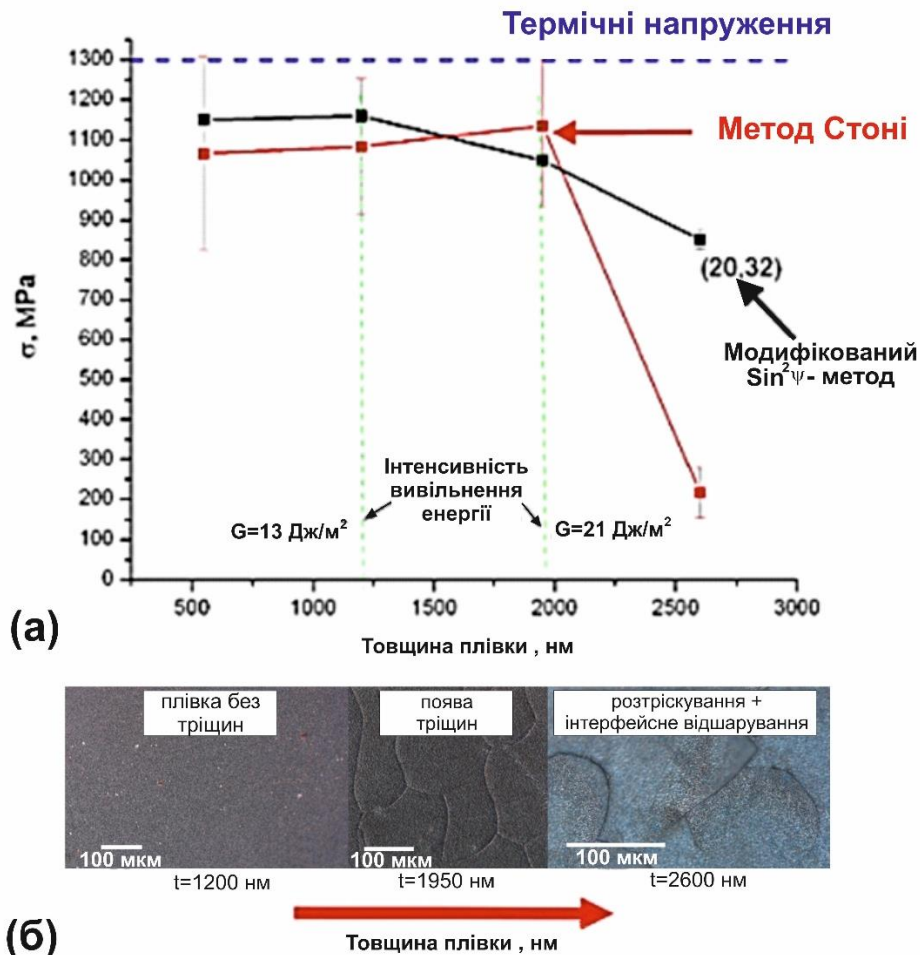 Термічні напруження
1300
1200
1100
1000
900
800
700
600
500
400
300
200
100
0
σ, MPa
Метод Стоні
(20,32)
Модифікований
Sin²ψ- метод
Інтенсивність
вивільнення
енергії
G=13 Дж/м²
G=21 Дж/м²
500
1000
1500
2000
2500
3000
Товщина плівки , нм
(а)
плівка без
тріщин
поява
тріщин
розтріскування +
інтерфейсне відшарування
100 мкм
100 мкм
100 мкм
t=1200 нм
t=1950 нм
t=2600 нм
Товщина плівки , нм
(б)